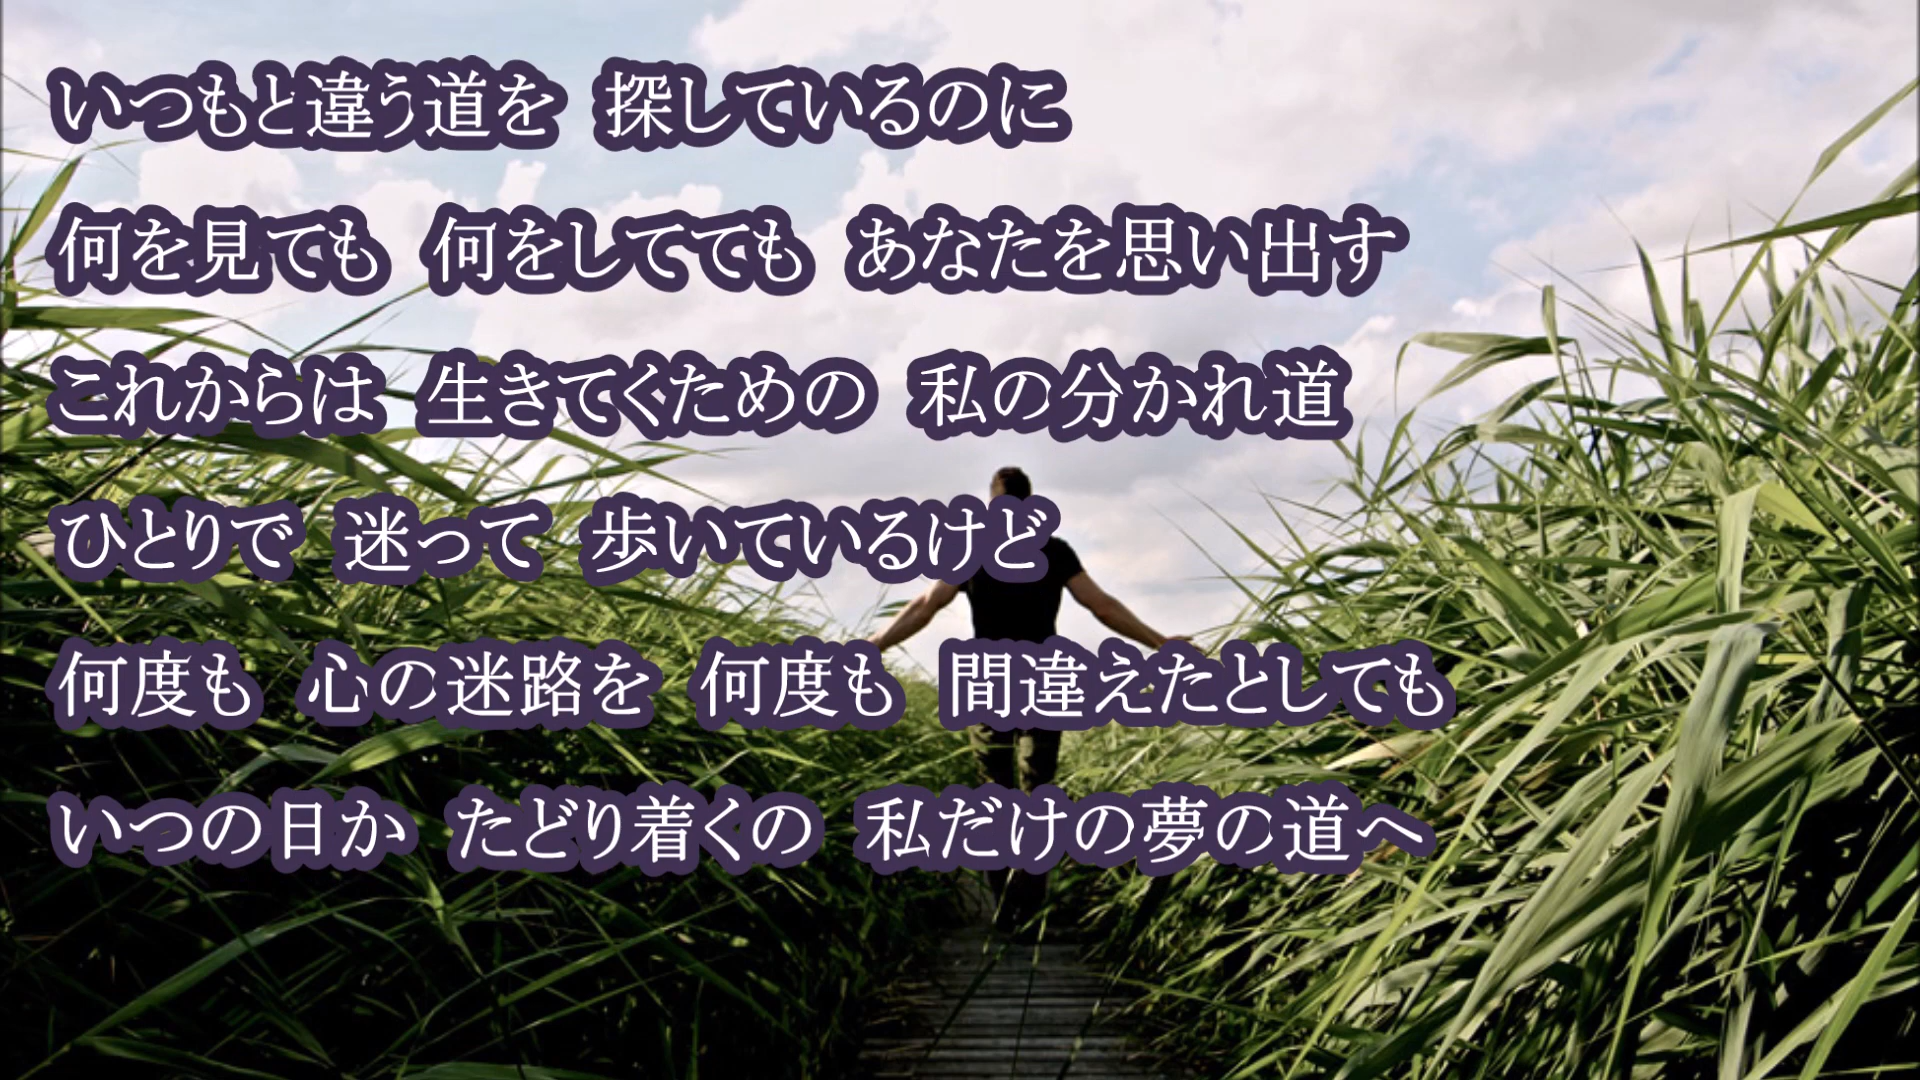 いつもと違う道を　探しているのに
何を見ても　何をしてても　あなたを思い出す
これからは　生きてくための　私の分かれ道
ひとりで　迷って　歩いているけど
何度も　心の迷路を　何度も　間違えたとしても
いつの日か　たどり着くの　私だけの夢の道へ